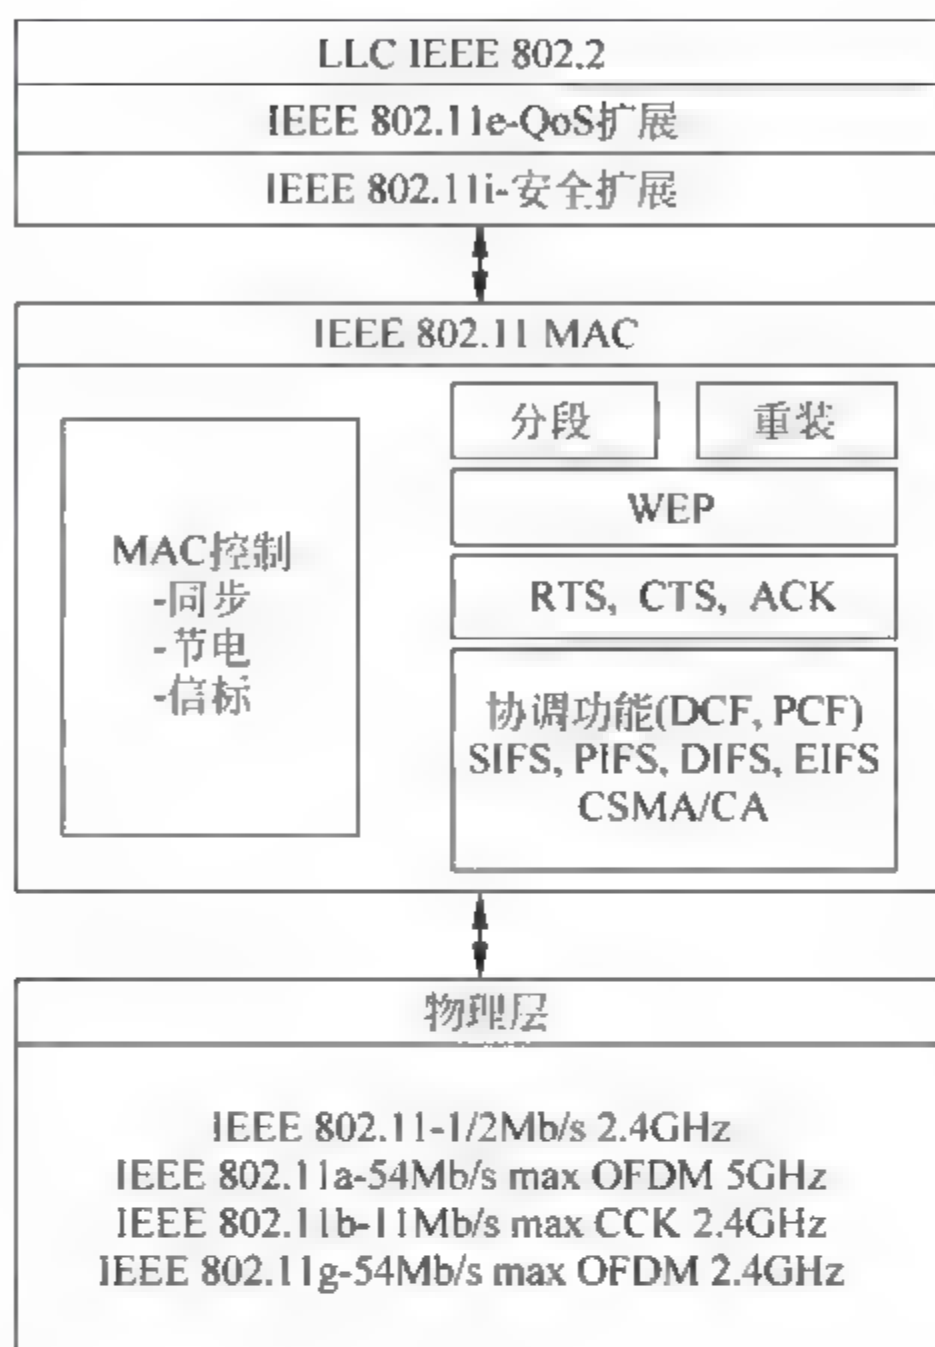 LLC IEEE 802.2
IEEE 802.11e-QoS扩展
IEEE 802.11i-安全扩展
IEEE 802.11 MAC
MAC控制
-同步
-节电
-信标
分段
重装
WEP
RTS, CTS, ACK
协调功能(DCF, PCF)
SIFS, PIFS, DIFS, EIFS
CSMA/CA
物理层
IEEE 802.11-1/2Mb/s 2.4GHz
IEEE 802.11a-54Mb/s max OFDM 5GHz
IEEE 802.11b-11Mb/s max CCK 2.4GHz
IEEE 802.11g-54Mb/s max OFDM 2.4GHz